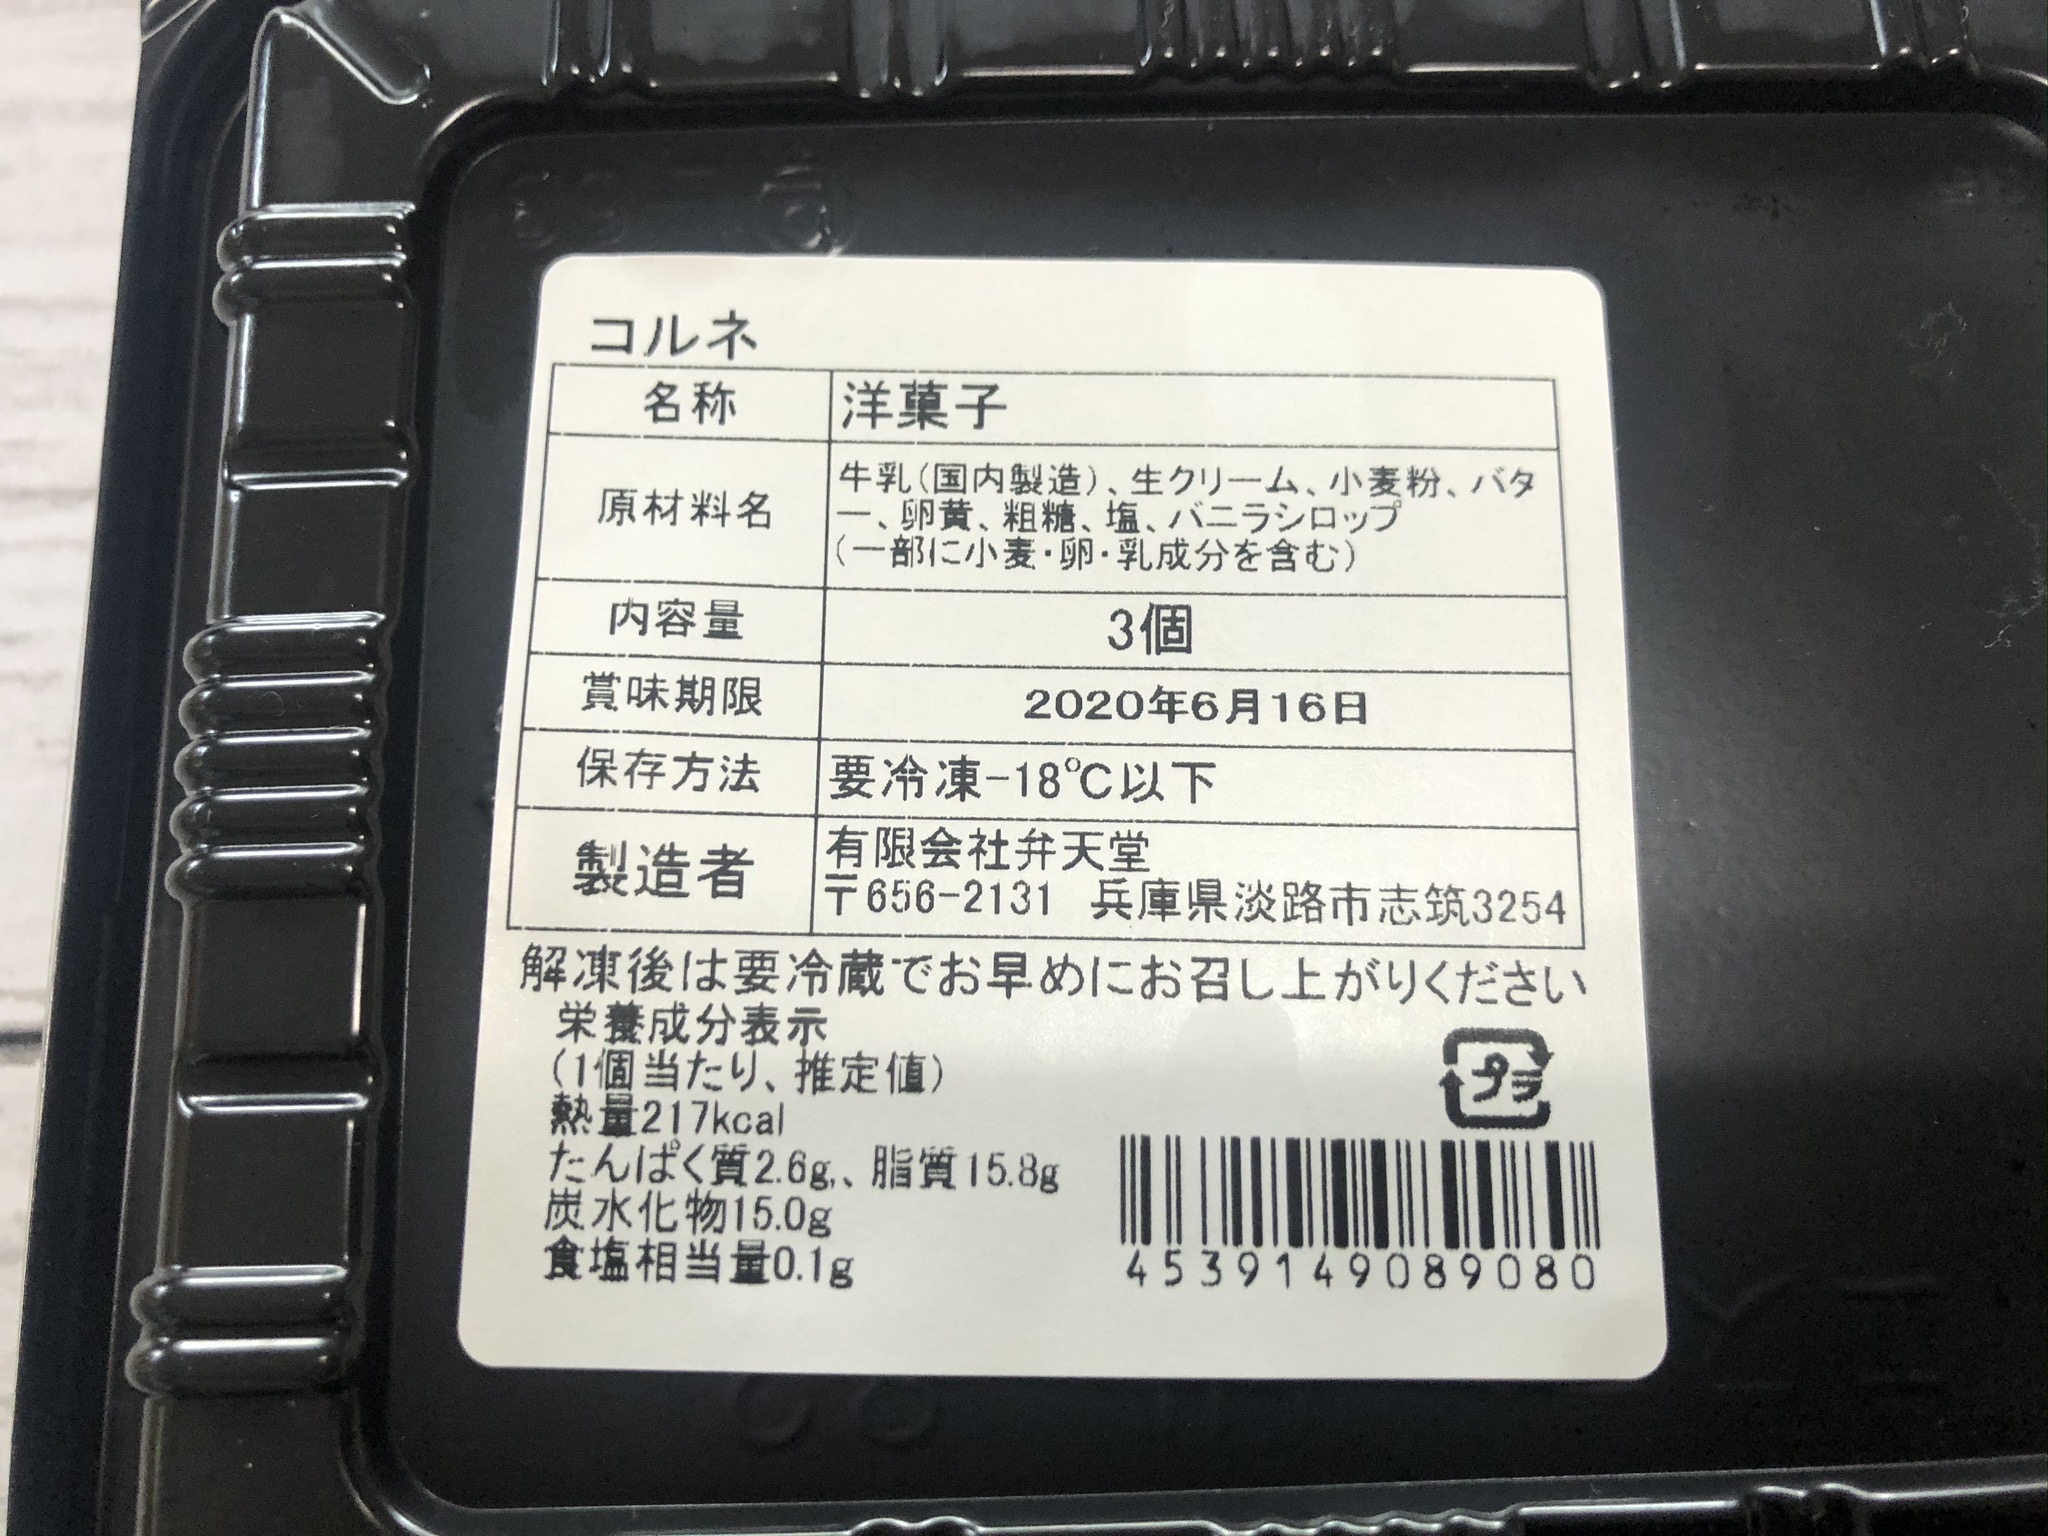 コルネ
名称 洋菓子
原材料名 牛乳(国内製造)、生クリーム、小麦粉、バタ
ー、卵黄、粗糖、塩、バニラシロップ
(一部に小麦・卵・乳成分を含む)
内容量 3個
賞味期限 2020年6月16日
保存方法 要冷凍-18℃以下
製造者 有限会社弁天堂
〒656-2131 兵庫県淡路市志筑3254
解凍後は要冷蔵でお早めにお召し上がりください
栄養成分表示
(1個当たり、推定値)
熱量217kcal
たんぱく質2.6g、脂質15.8g
炭水化物15.0g
食塩相当量0.1g
プラ
4539149089080